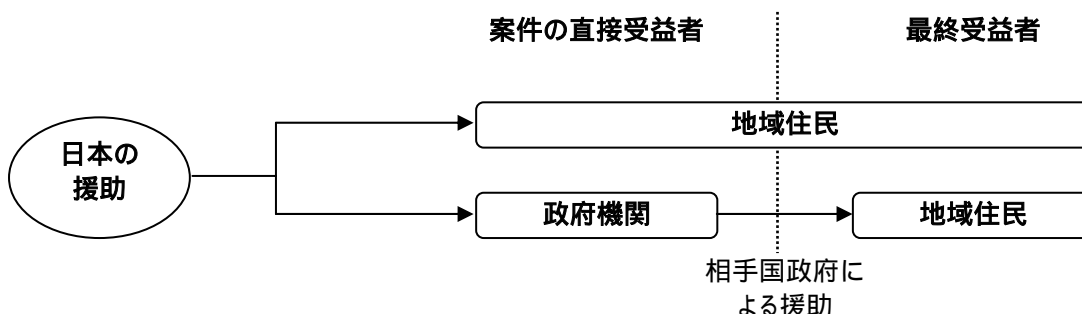 案件の直接受益者
最終受益者
地域住民
日本の
援助
政府機関
地域住民
相手国政府に
よる援助